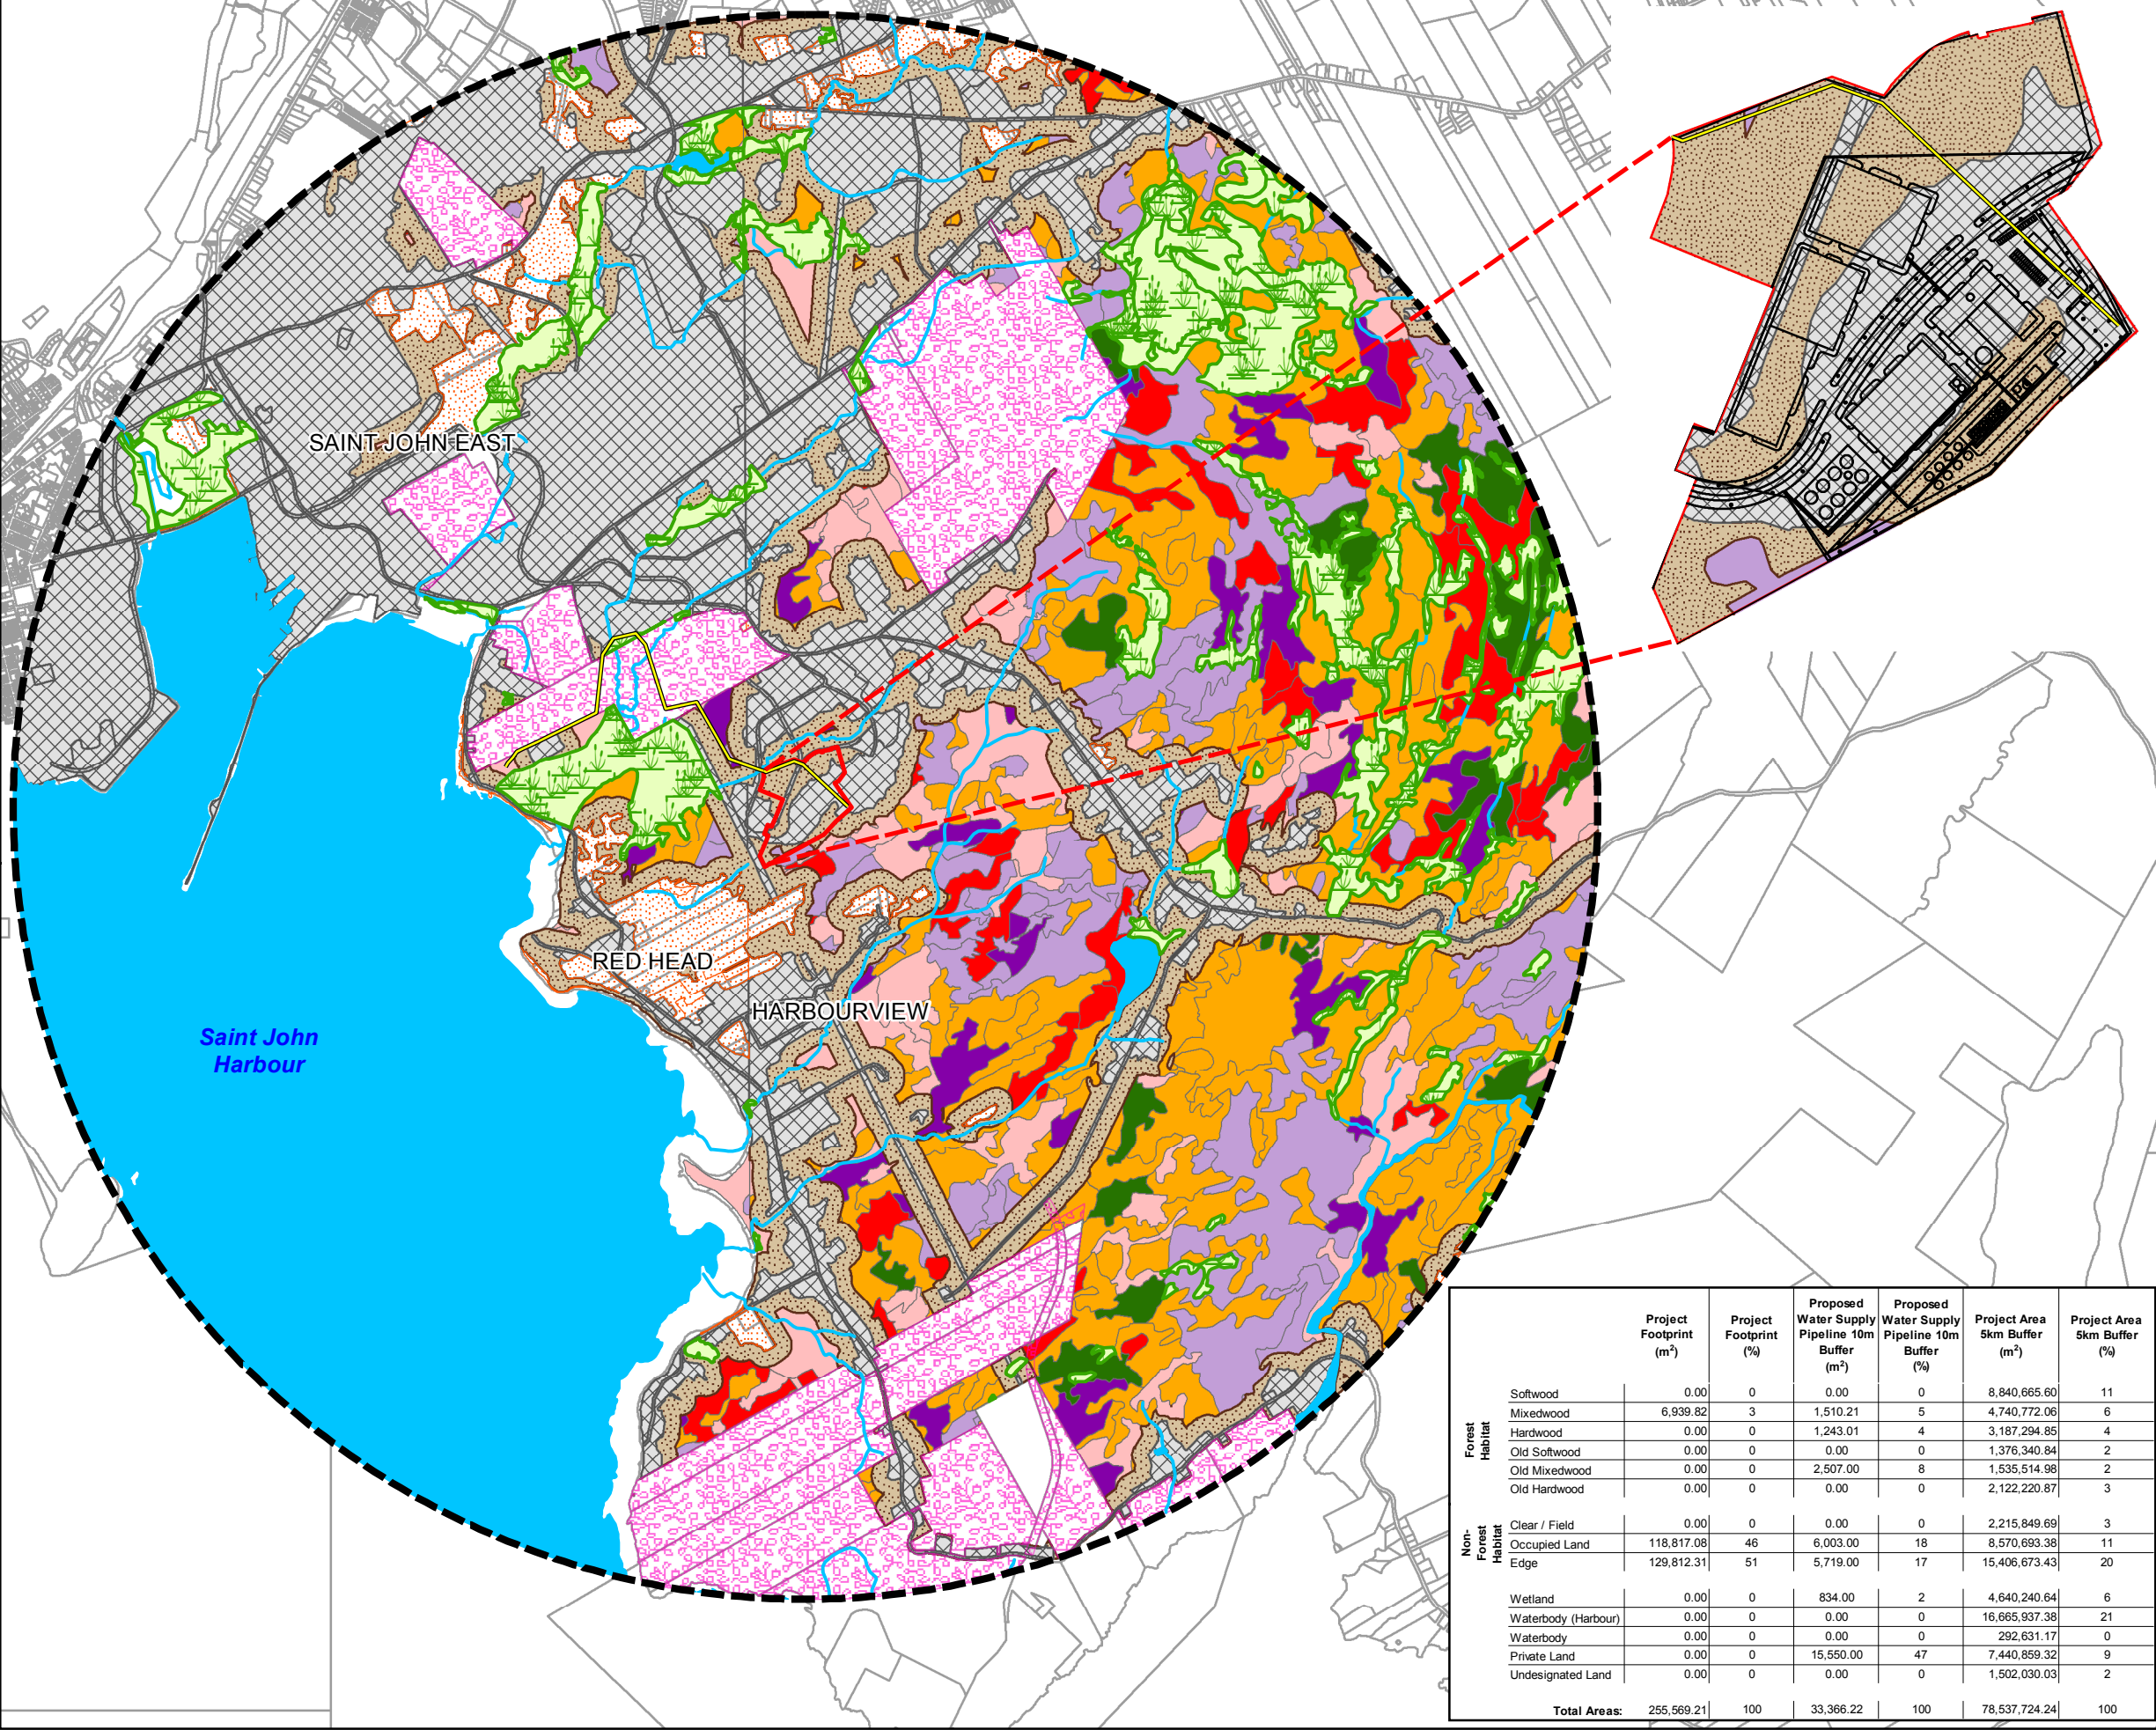 SAINT JOHN EAST
RED HEAD
HARBOURVIEW
Saint John
Harbour
Project Footprint (m²) Project Footprint (%) Proposed Water Supply Pipeline 10m Buffer (m²) Proposed Water Supply Pipeline 10m Buffer (%) Project Area 5km Buffer (m²) Project Area 5km Buffer (%)
Forest Habitat
Softwood 0.00 0 0.00 0 8,840,665.60 11
Mixedwood 6,939.82 3 1,510.21 5 4,740,772.06 6
Hardwood 0.00 0 1,243.01 4 3,187,294.85 4
Old Softwood 0.00 0 0.00 0 1,376,340.84 2
Old Mixedwood 0.00 0 2,507.00 8 1,535,514.98 2
Old Hardwood 0.00 0 0.00 0 2,122,220.87 3
Non-Forest Habitat
Clear / Field 0.00 0 0.00 0 2,215,849.69 3
Occupied Land 118,817.08 46 6,003.00 18 8,570,693.38 11
Edge 129,812.31 51 5,719.00 17 15,406,673.43 20
Wetland 0.00 0 834.00 2 4,640,240.64 6
Waterbody (Harbour) 0.00 0 0.00 0 16,665,937.38 21
Waterbody 0.00 0 0.00 0 292,631.17 0
Private Land 0.00 0 15,550.00 47 7,440,859.32 9
Undesignated Land 0.00 0 0.00 0 1,502,030.03 2
Total Areas: 255,569.21 100 33,366.22 100 78,537,724.24 100